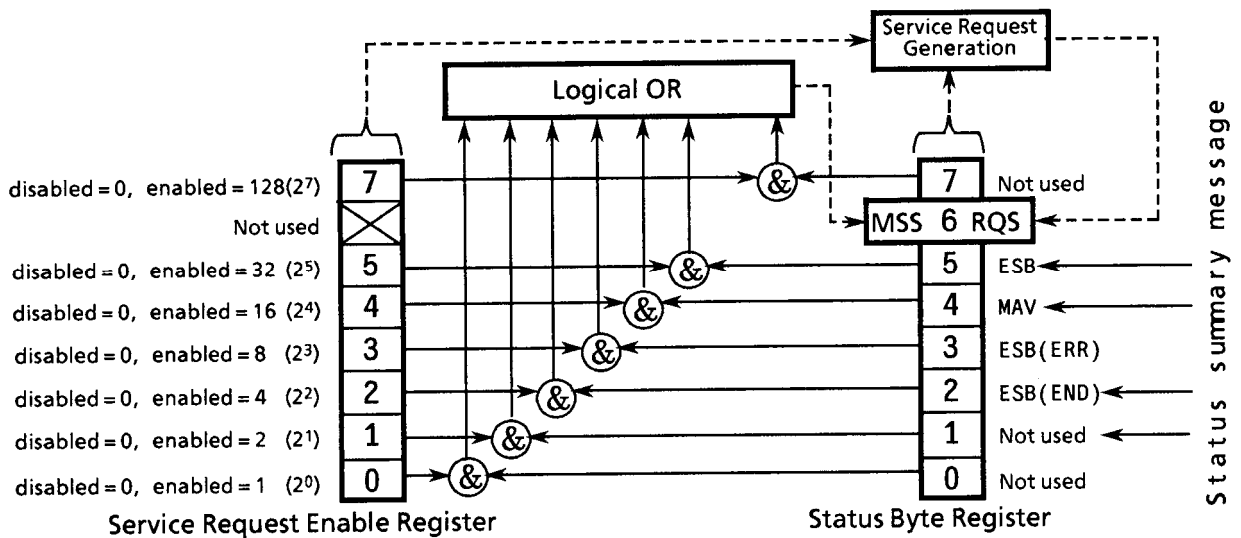 Service Request
Generation
Logical OR
disabled = 0, enabled = 128(2⁷) 7 & 7 Not used
Not used MSS 6 RQS
disabled = 0, enabled = 32 (2⁵) 5 & 5 ESB
disabled = 0, enabled = 16 (2⁴) 4 & 4 MAV
disabled = 0, enabled = 8 (2³) 3 & 3 ESB(ERR)
disabled = 0, enabled = 4 (2²) 2 & 2 ESB(END)
disabled = 0, enabled = 2 (2¹) 1 & 1 Not used
disabled = 0, enabled = 1 (2⁰) 0 & 0 Not used
Service Request Enable Register
Status Byte Register
Status summary message